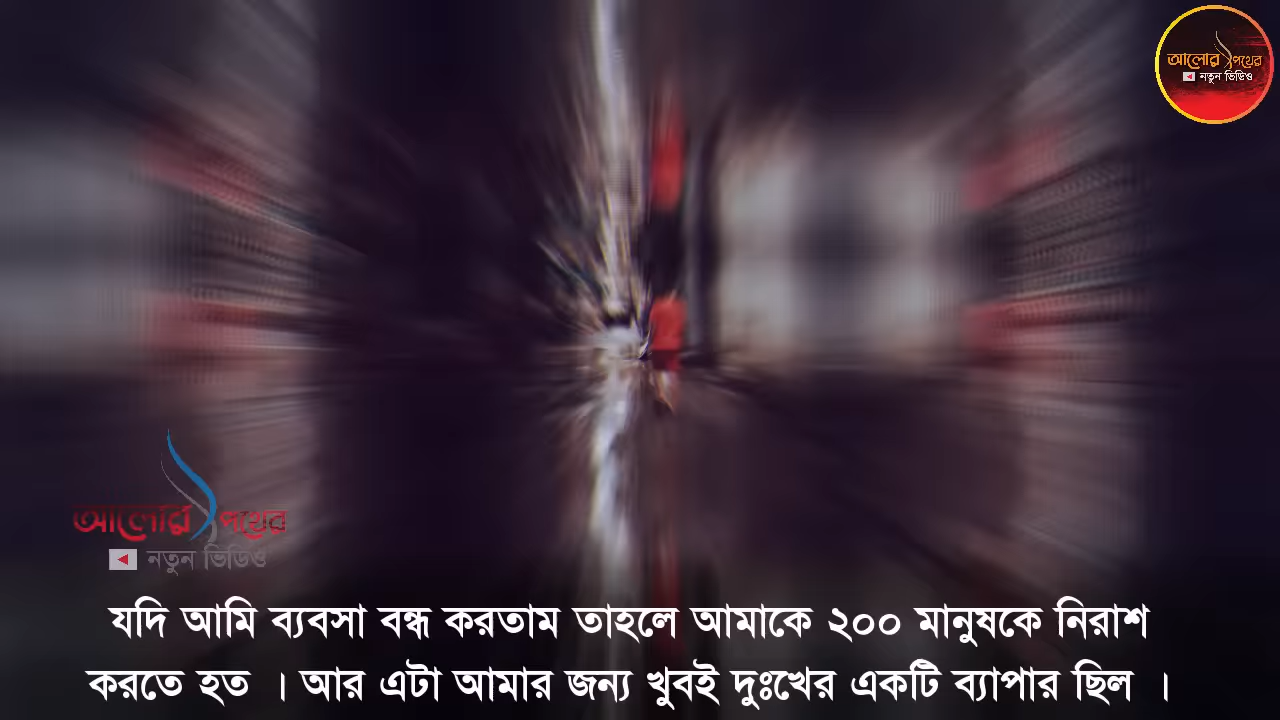 আলোর পথের
নতুন ভিডিও
আলোর পথের
নতুন ভিডিও
যদি আমি ব্যবসা বন্ধ করতাম তাহলে আমাকে ২০০ মানুষকে নিরাশ
করতে হত । আর এটা আমার জন্য খুবই দুঃখের একটি ব্যাপার ছিল ।